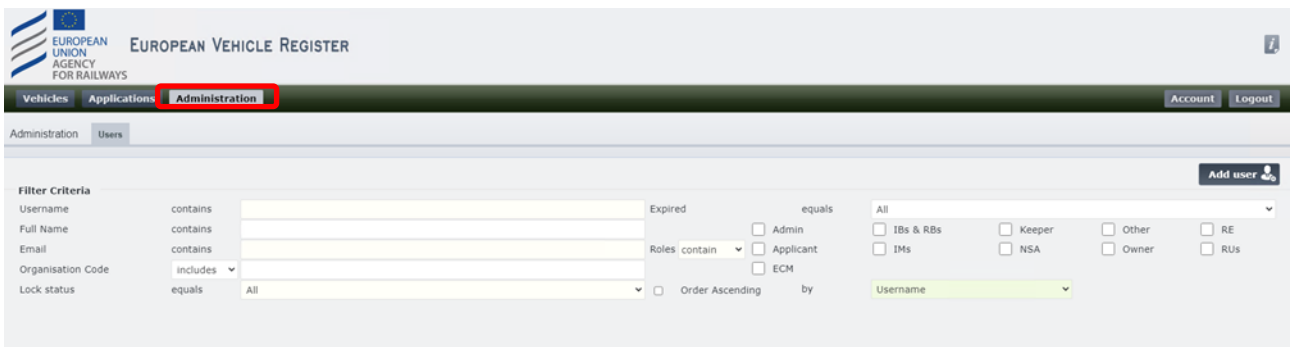 EUROPEAN
UNION
AGENCY
FOR RAILWAYS
EUROPEAN VEHICLE REGISTER
i
Vehicles Applications Administration Account Logout
Administration Users
Add user
Filter Criteria
Username contains Expired equals All
Full Name contains Admin IBs & RBs Keeper Other RE
Email contains Roles contain Applicant IMs NSA Owner RUs
Organisation Code includes ECM
Lock status equals All Order Ascending by Username